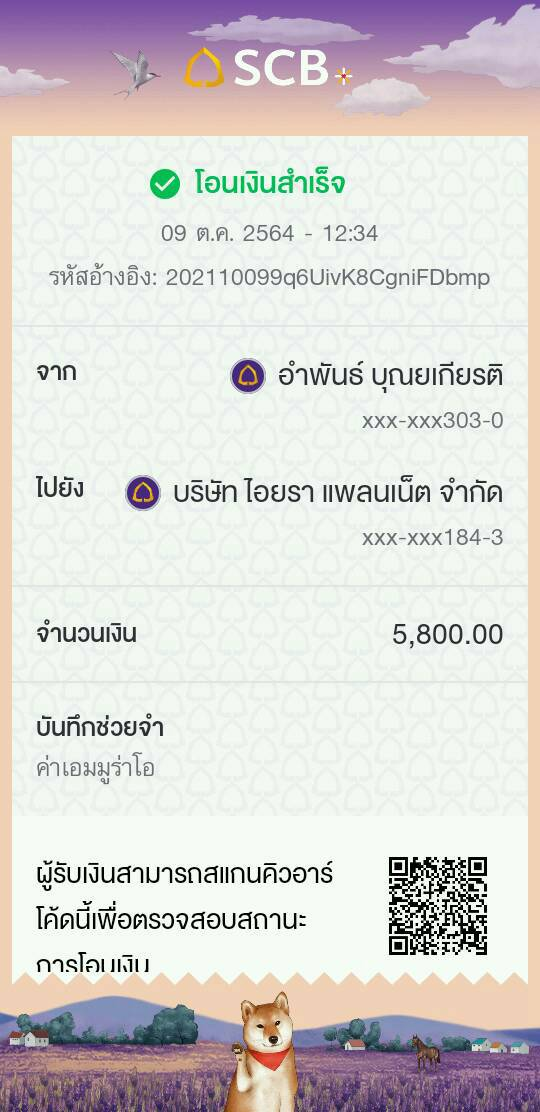 SCB
โอนเงินสำเร็จ
09 ต.ค. 2564 - 12:34
รหัสอ้างอิง: 202110099q6UivK8CgniFDbmp
จาก อำพันธ์ บุณยเกียรติ
xxx-xxx303-0
ไปยัง บริษัท ไอยรา แพลนเน็ต จำกัด
xxx-xxx184-3
จำนวนเงิน 5,800.00
บันทึกช่วยจำ
ค่าเอมมูร่าโอ
ผู้รับเงินสามารถสแกนคิวอาร์
โค้ดนี้เพื่อตรวจสอบสถานะ
การโอนเงิน